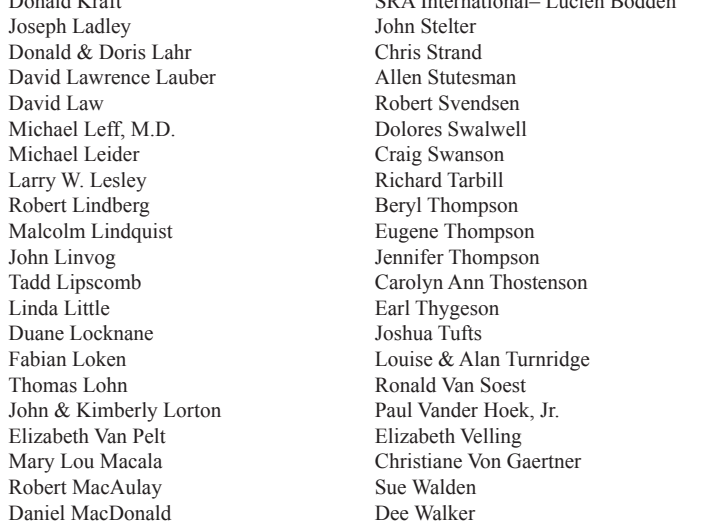 Donald Kraft
Joseph Ladley
Donald & Doris Lahr
David Lawrence Lauber
David Law
Michael Leff, M.D.
Michael Leider
Larry W. Lesley
Robert Lindberg
Malcolm Lindquist
John Linvog
Tadd Lipscomb
Linda Little
Duane Locknane
Fabian Loken
Thomas Lohn
John & Kimberly Lorton
Elizabeth Van Pelt
Mary Lou Macala
Robert MacAulay
Daniel MacDonald
SRA International– Lucien Bodden
John Stelter
Chris Strand
Allen Stutesman
Robert Svendsen
Dolores Swalwell
Craig Swanson
Richard Tarbill
Beryl Thompson
Eugene Thompson
Jennifer Thompson
Carolyn Ann Thostenson
Earl Thygeson
Joshua Tufts
Louise & Alan Turnridge
Ronald Van Soest
Paul Vander Hoek, Jr.
Elizabeth Velling
Christiane Von Gaertner
Sue Walden
Dee Walker